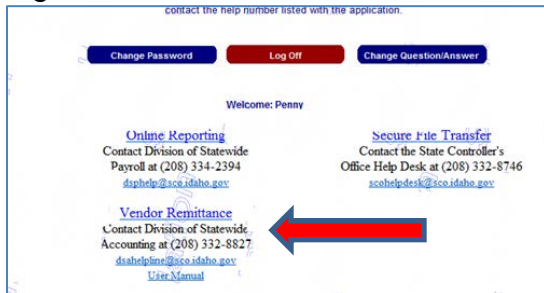 contact the help number listed with the application.
Change Password
Log Off
Change Question/Answer
Welcome: Penny
Online Reporting
Contact Division of Statewide
Payroll at (208) 334-2394
dsphelp@sco.idaho.gov
Secure File Transfer
Contact the State Controller's
Office Help Desk at (208) 332-8746
scohelpdesk@sco.idaho.gov
Vendor Remittance
Contact Division of Statewide
Accounting at (208) 332-8827
dsahelpline@sco.idaho.gov
User Manual